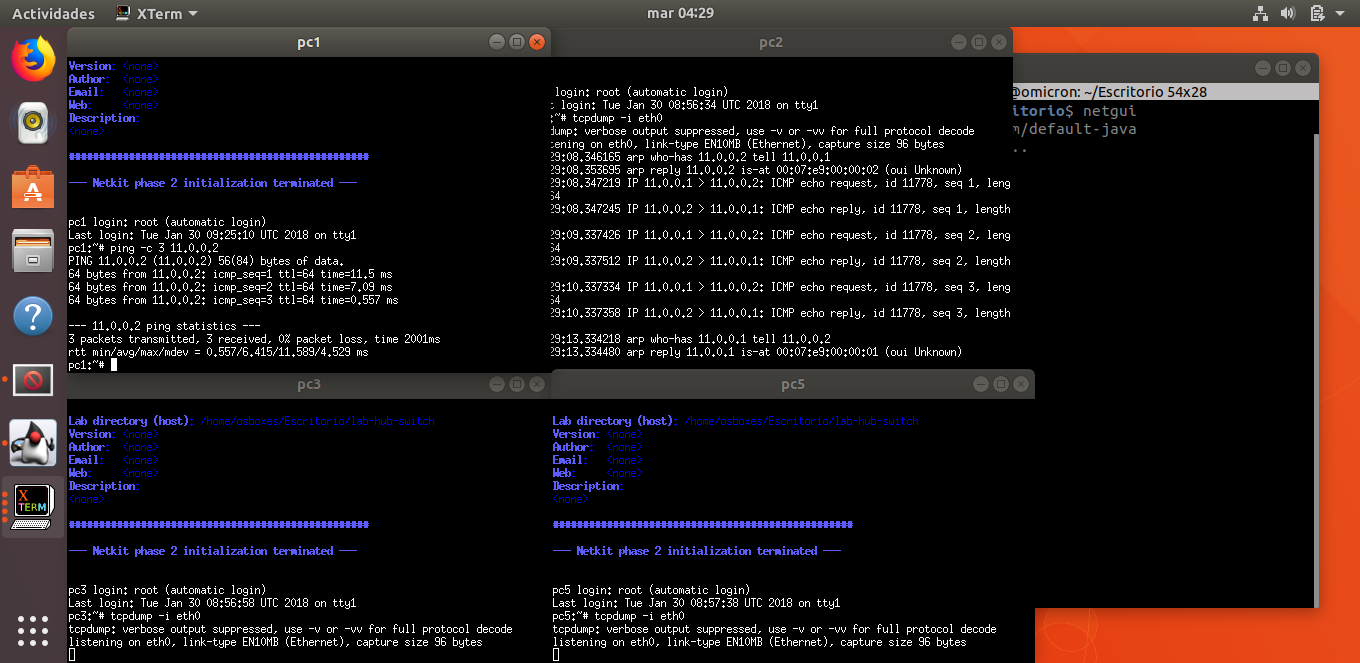 Actividades
XTerm
mar 04:29
pc1
Version: <none>
Author: <none>
Email: <none>
Web: <none>
Description:
<none>
##################################################
--- Netkit phase 2 initialization terminated ---
pc1 login: root (automatic login)
Last login: Tue Jan 30 09:25:10 UTC 2018 on tty1
pc1:~# ping -c 3 11.0.0.2
PING 11.0.0.2 (11.0.0.2) 56(84) bytes of data.
64 bytes from 11.0.0.2: icmp_seq=1 ttl=64 time=11.5 ms
64 bytes from 11.0.0.2: icmp_seq=2 ttl=64 time=7.09 ms
64 bytes from 11.0.0.2: icmp_seq=3 ttl=64 time=0.557 ms
--- 11.0.0.2 ping statistics ---
3 packets transmitted, 3 received, 0% packet loss, time 2001ms
rtt min/avg/max/mdev = 0.557/6.415/11.589/4.529 ms
pc1:~#
pc2
login: root (automatic login)
t login: Tue Jan 30 08:56:34 UTC 2018 on tty1
:~# tcpdump -i eth0
dump: verbose output suppressed, use -v or -vv for full protocol decode
tening on eth0, link-type EN10MB (Ethernet), capture size 96 bytes
29:08.346165 arp who-has 11.0.0.2 tell 11.0.0.1
29:08.353695 arp reply 11.0.0.2 is-at 00:07:e9:00:00:02 (oui Unknown)
29:08.347219 IP 11.0.0.1 > 11.0.0.2: ICMP echo request, id 11778, seq 1, leng
64
29:08.347245 IP 11.0.0.2 > 11.0.0.1: ICMP echo reply, id 11778, seq 1, length
29:09.337426 IP 11.0.0.1 > 11.0.0.2: ICMP echo request, id 11778, seq 2, leng
64
29:09.337512 IP 11.0.0.2 > 11.0.0.1: ICMP echo reply, id 11778, seq 2, length
29:10.337334 IP 11.0.0.1 > 11.0.0.2: ICMP echo request, id 11778, seq 3, leng
64
29:10.337358 IP 11.0.0.2 > 11.0.0.1: ICMP echo reply, id 11778, seq 3, length
29:13.334218 arp who-has 11.0.0.1 tell 11.0.0.2
29:13.334480 arp reply 11.0.0.1 is-at 00:07:e9:00:00:01 (oui Unknown)
@omicron: ~/Escritorio 54x28
itorio$ netgui
m/default-java
..
pc3
Lab directory (host): /home/osboxes/Escritorio/lab-hub-switch
Version: <none>
Author: <none>
Email: <none>
Web: <none>
Description:
<none>
##################################################
--- Netkit phase 2 initialization terminated ---
pc3 login: root (automatic login)
Last login: Tue Jan 30 08:56:58 UTC 2018 on tty1
pc3:~# tcpdump -i eth0
tcpdump: verbose output suppressed, use -v or -vv for full protocol decode
listening on eth0, link-type EN10MB (Ethernet), capture size 96 bytes
pc5
Lab directory (host): /home/osboxes/Escritorio/lab-hub-switch
Version: <none>
Author: <none>
Email: <none>
Web: <none>
Description:
<none>
##################################################
--- Netkit phase 2 initialization terminated ---
pc5 login: root (automatic login)
Last login: Tue Jan 30 08:57:38 UTC 2018 on tty1
pc5:~# tcpdump -i eth0
tcpdump: verbose output suppressed, use -v or -vv for full protocol decode
listening on eth0, link-type EN10MB (Ethernet), capture size 96 bytes
X
TERM